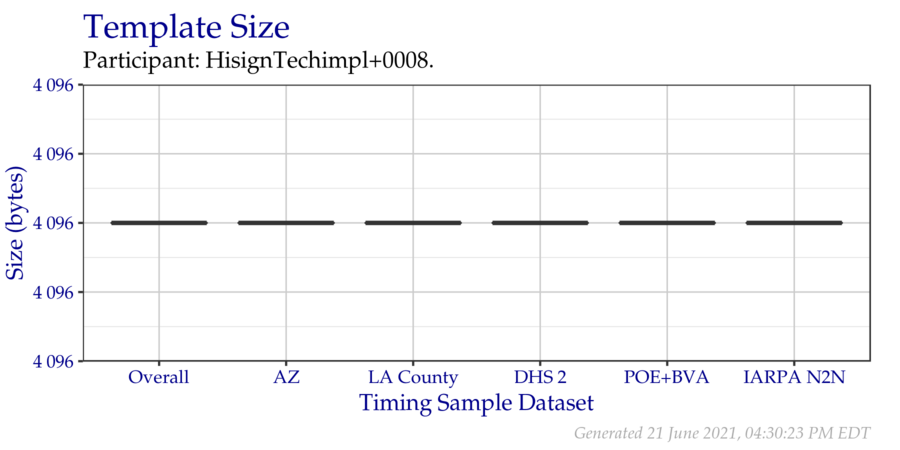 Template Size
Participant: HisignTechimpl+0008.
4 096
4 096
4 096
4 096
4 096
Size (bytes)
Overall AZ LA County DHS 2 POE+BVA IARPA N2N
Timing Sample Dataset
Generated 21 June 2021, 04:30:23 PM EDT